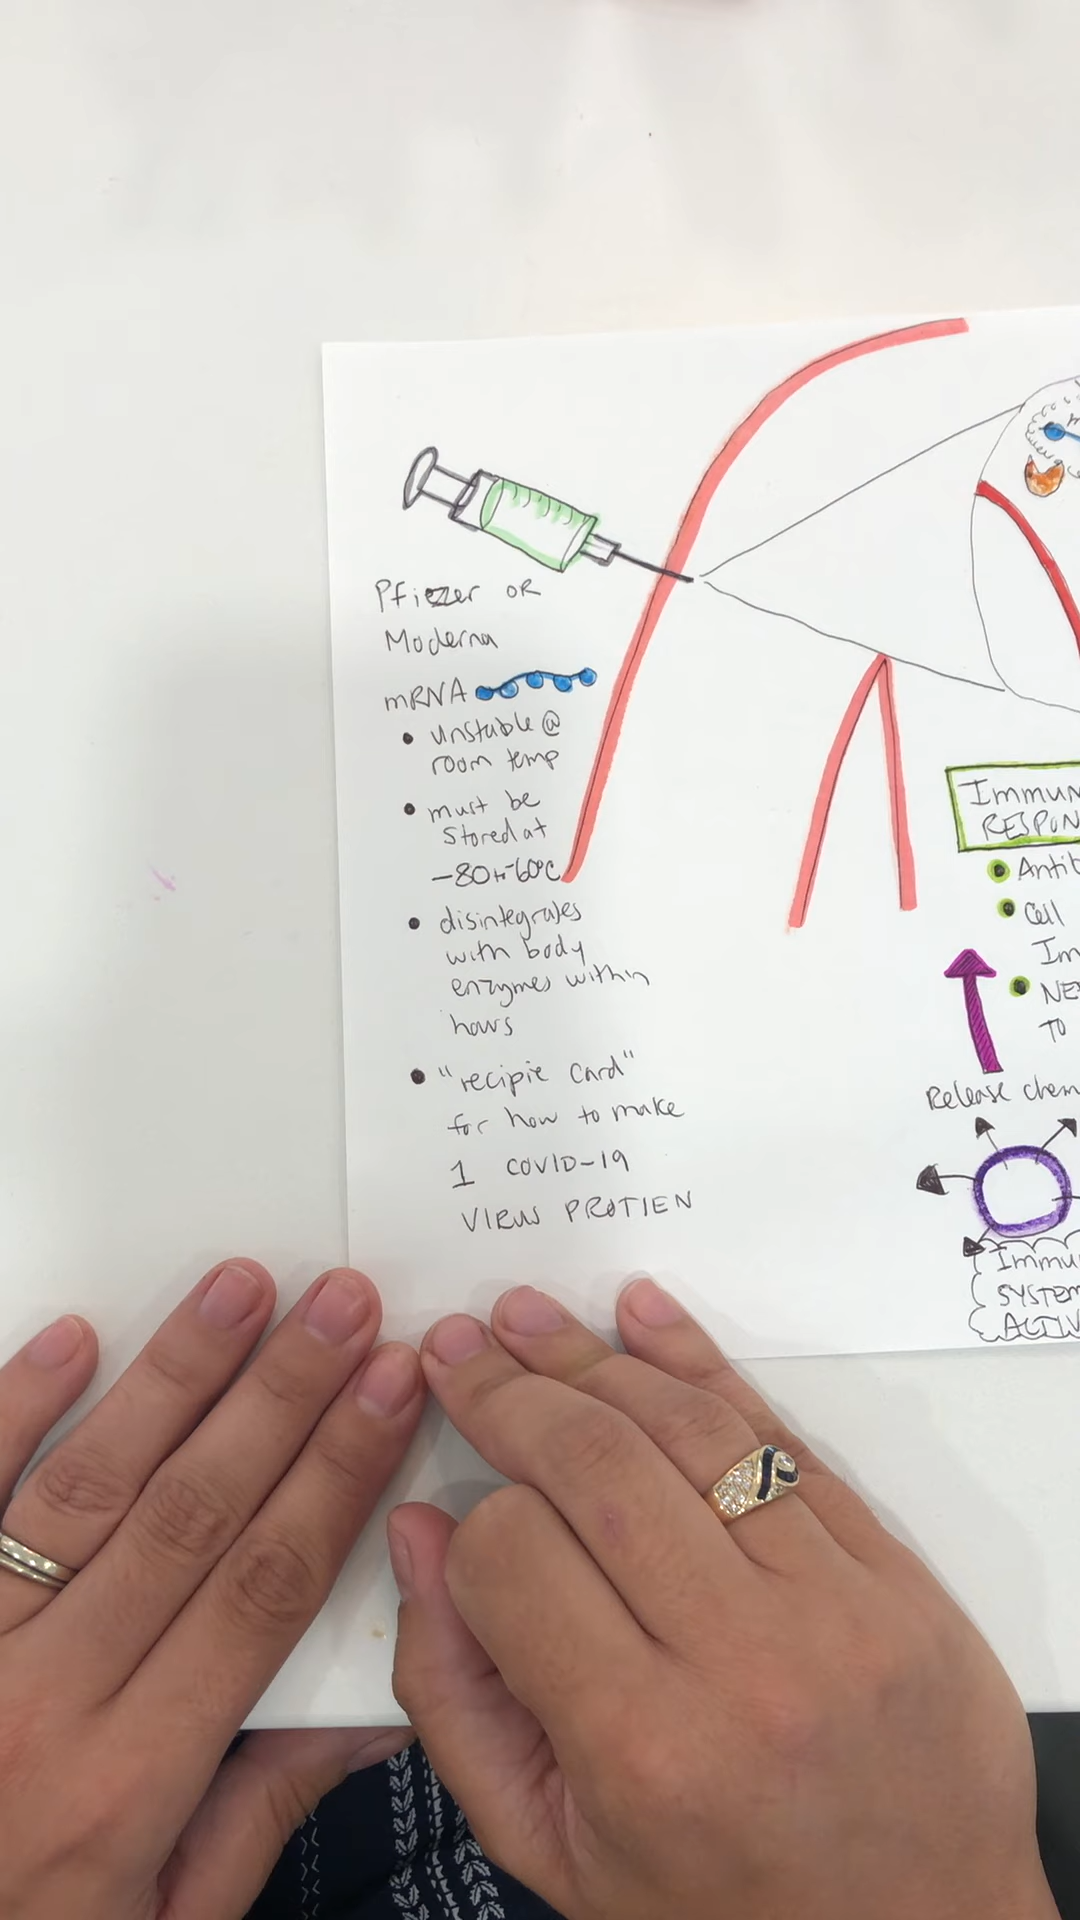 Pfiezer OR
Moderna
mRNA
• unstable @
room temp
• must be
stored at
-80 to -60°C
• disintegrates
with body
enzymes within
hours
• "recipie card"
for how to make
1 COVID-19
VIRUS PROTIEN
IMMUN
RESPON
• Antib
• Cell
Im
• NE
TO
Release chem
Immu
SYSTEM
ACTIV